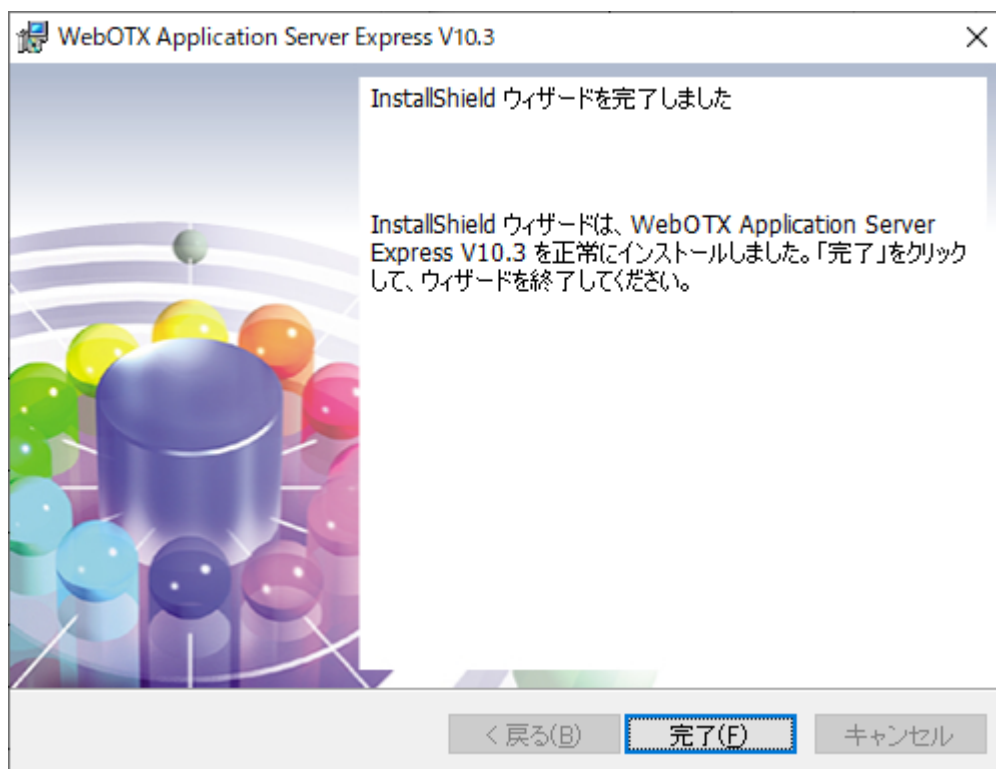 WebOTX Application Server Express V10.3
InstallShield ウィザードを完了しました
InstallShield ウィザードは、WebOTX Application Server
Express V10.3 を正常にインストールしました。「完了」をクリック
して、ウィザードを終了してください。
< 戻る(B)
完了(F)
キャンセル